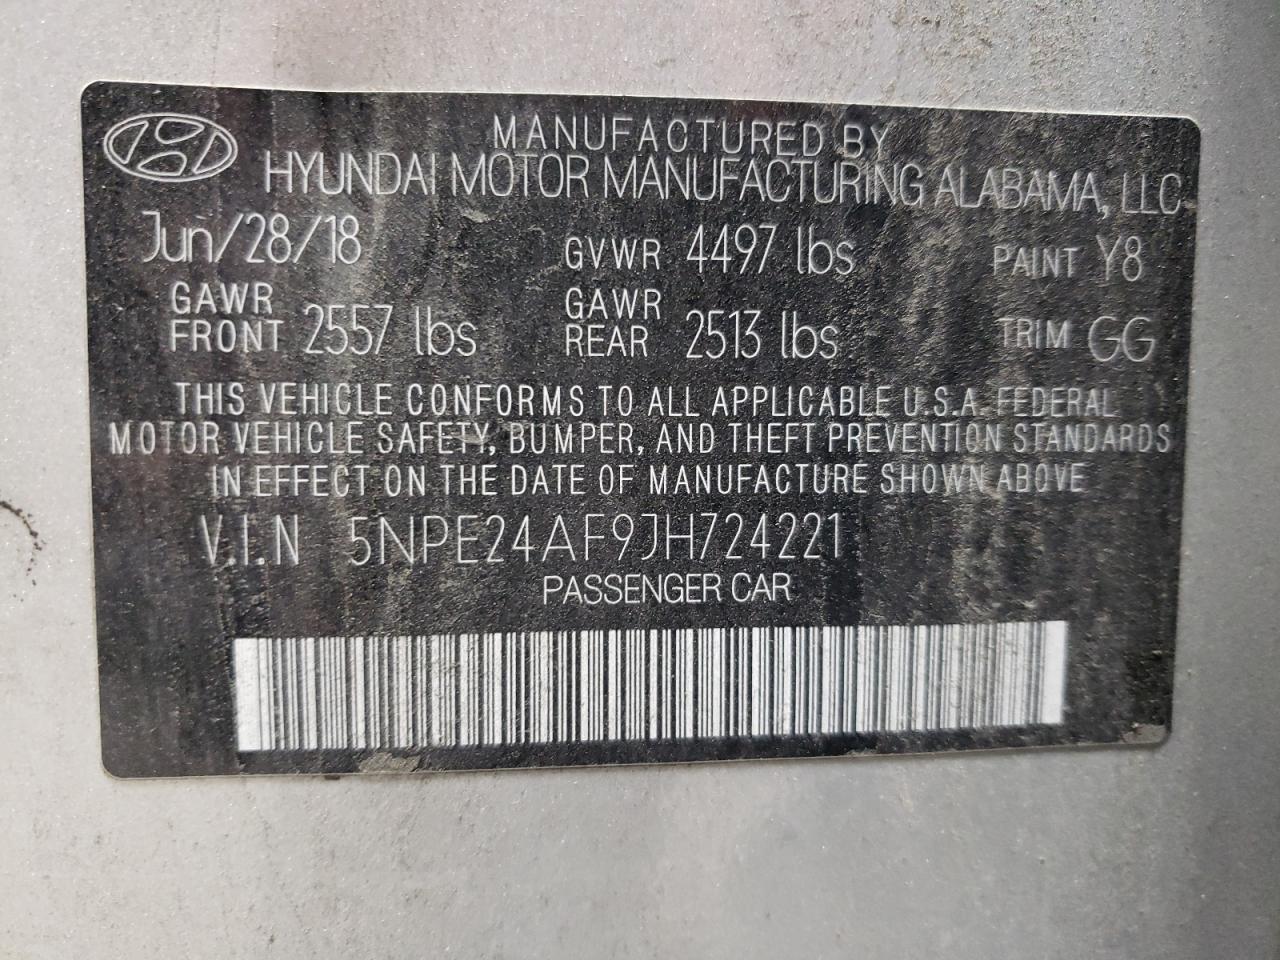 MANUFACTURED BY
HYUNDAI MOTOR MANUFACTURING ALABAMA, LLC
Jun/28/18 GVWR 4497 lbs PAINT Y8
GAWR FRONT 2557 lbs GAWR REAR 2513 lbs TRIM GG
THIS VEHICLE CONFORMS TO ALL APPLICABLE U.S.A. FEDERAL
MOTOR VEHICLE SAFETY, BUMPER, AND THEFT PREVENTION STANDARDS
IN EFFECT ON THE DATE OF MANUFACTURE SHOWN ABOVE
V.I.N 5NPE24AF9JH724221
PASSENGER CAR